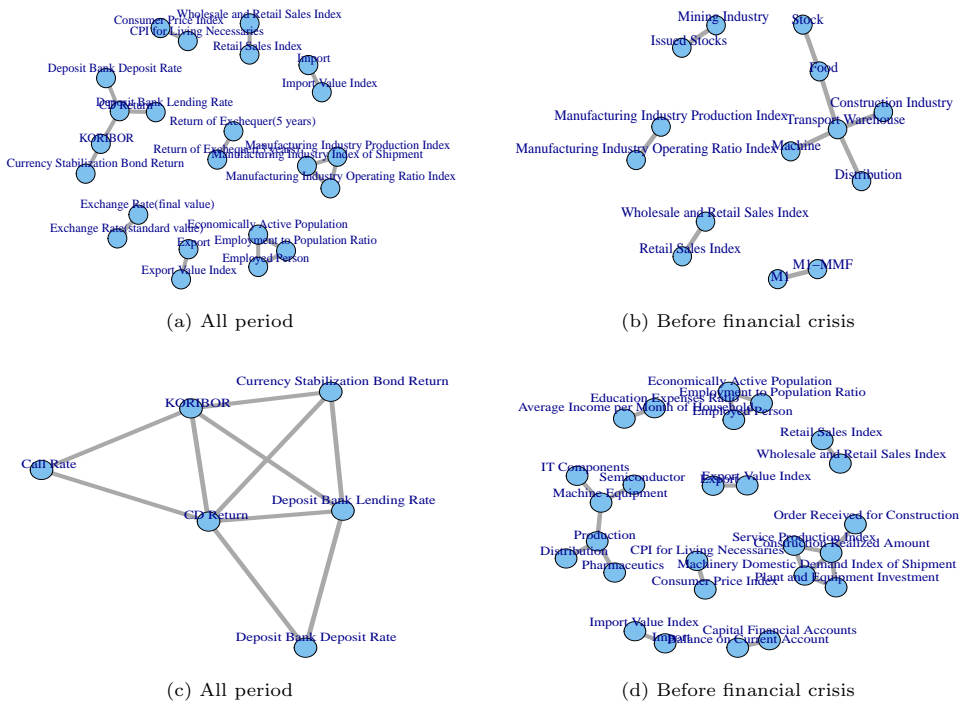 Wholesale and Retail Sales Index
Consumer Price Index
CPI for Living Necessaries
Retail Sales Index
Import
Deposit Bank Deposit Rate
Import Value Index
Deposit Bank Lending Rate
CD Return
Return of Exchequer(5 years)
KORIBOR
Manufacturing Industry Production Index
Return of Exchequer(3 years)
Manufacturing Industry Index of Shipment
Currency Stabilization Bond Return
Manufacturing Industry Operating Ratio Index
Exchange Rate(final value)
Economically Active Population
Exchange Rate(standard value)
Export
Employment to Population Ratio
Employed Person
Export Value Index
(a) All period
Mining Industry
Stock
Issued Stocks
Food
Construction Industry
Manufacturing Industry Production Index
Transport Warehouse
Manufacturing Industry Operating Ratio Index
Machine
Distribution
Wholesale and Retail Sales Index
Retail Sales Index
M1-MMF
M1
(b) Before financial crisis
Currency Stabilization Bond Return
KORIBOR
Call Rate
Deposit Bank Lending Rate
CD Return
Deposit Bank Deposit Rate
(c) All period
Economically Active Population
Employment to Population Ratio
Education Expenses Ratio
Average Income per Month of Household
Employed Person
Retail Sales Index
Wholesale and Retail Sales Index
IT Components
Semiconductor
Export Value Index
Export
Machine Equipment
Order Received for Construction
Production
Service Production Index
Construction Realized Amount
Distribution
CPI for Living Necessaries
Pharmaceutics
Machinery Domestic Demand Index of Shipment
Consumer Price Index
Plant and Equipment Investment
Import Value Index
Import
Capital Financial Accounts
Balance on Current Account
(d) Before financial crisis